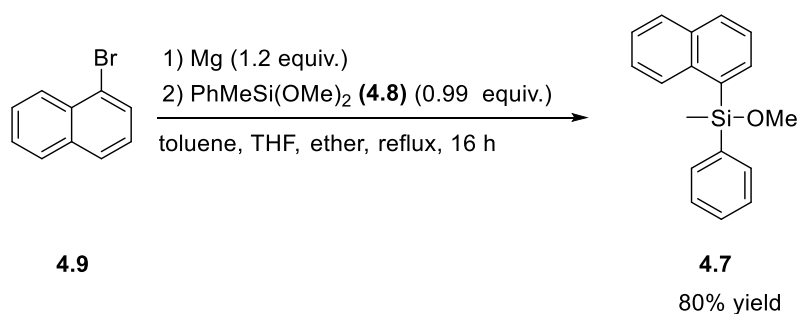 Br
1) Mg (1.2 equiv.)
2) PhMeSi(OMe)2 (4.8) (0.99 equiv.)
toluene, THF, ether, reflux, 16 h
Si
OMe
4.9
4.7
80% yield